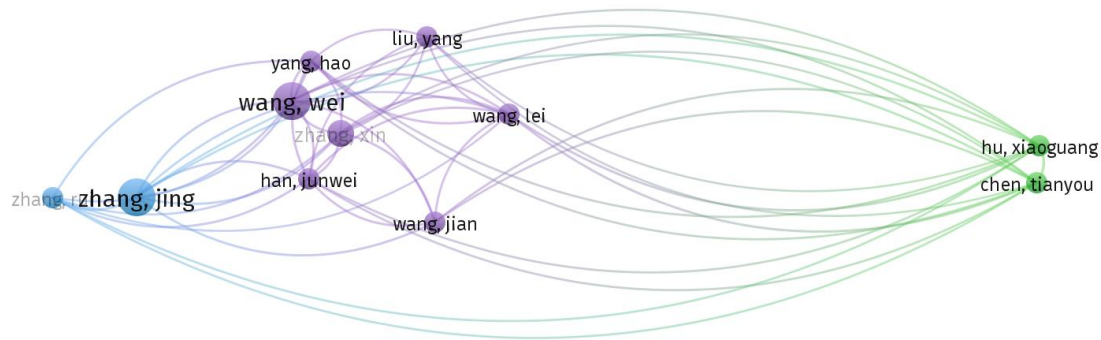 liu, yang
yang, hao
wang, wei
wang, lei
zhang, xin
hu, xiaoguang
han, junwei
chen, tianyou
zhang,
zhang, jing
wang, jian